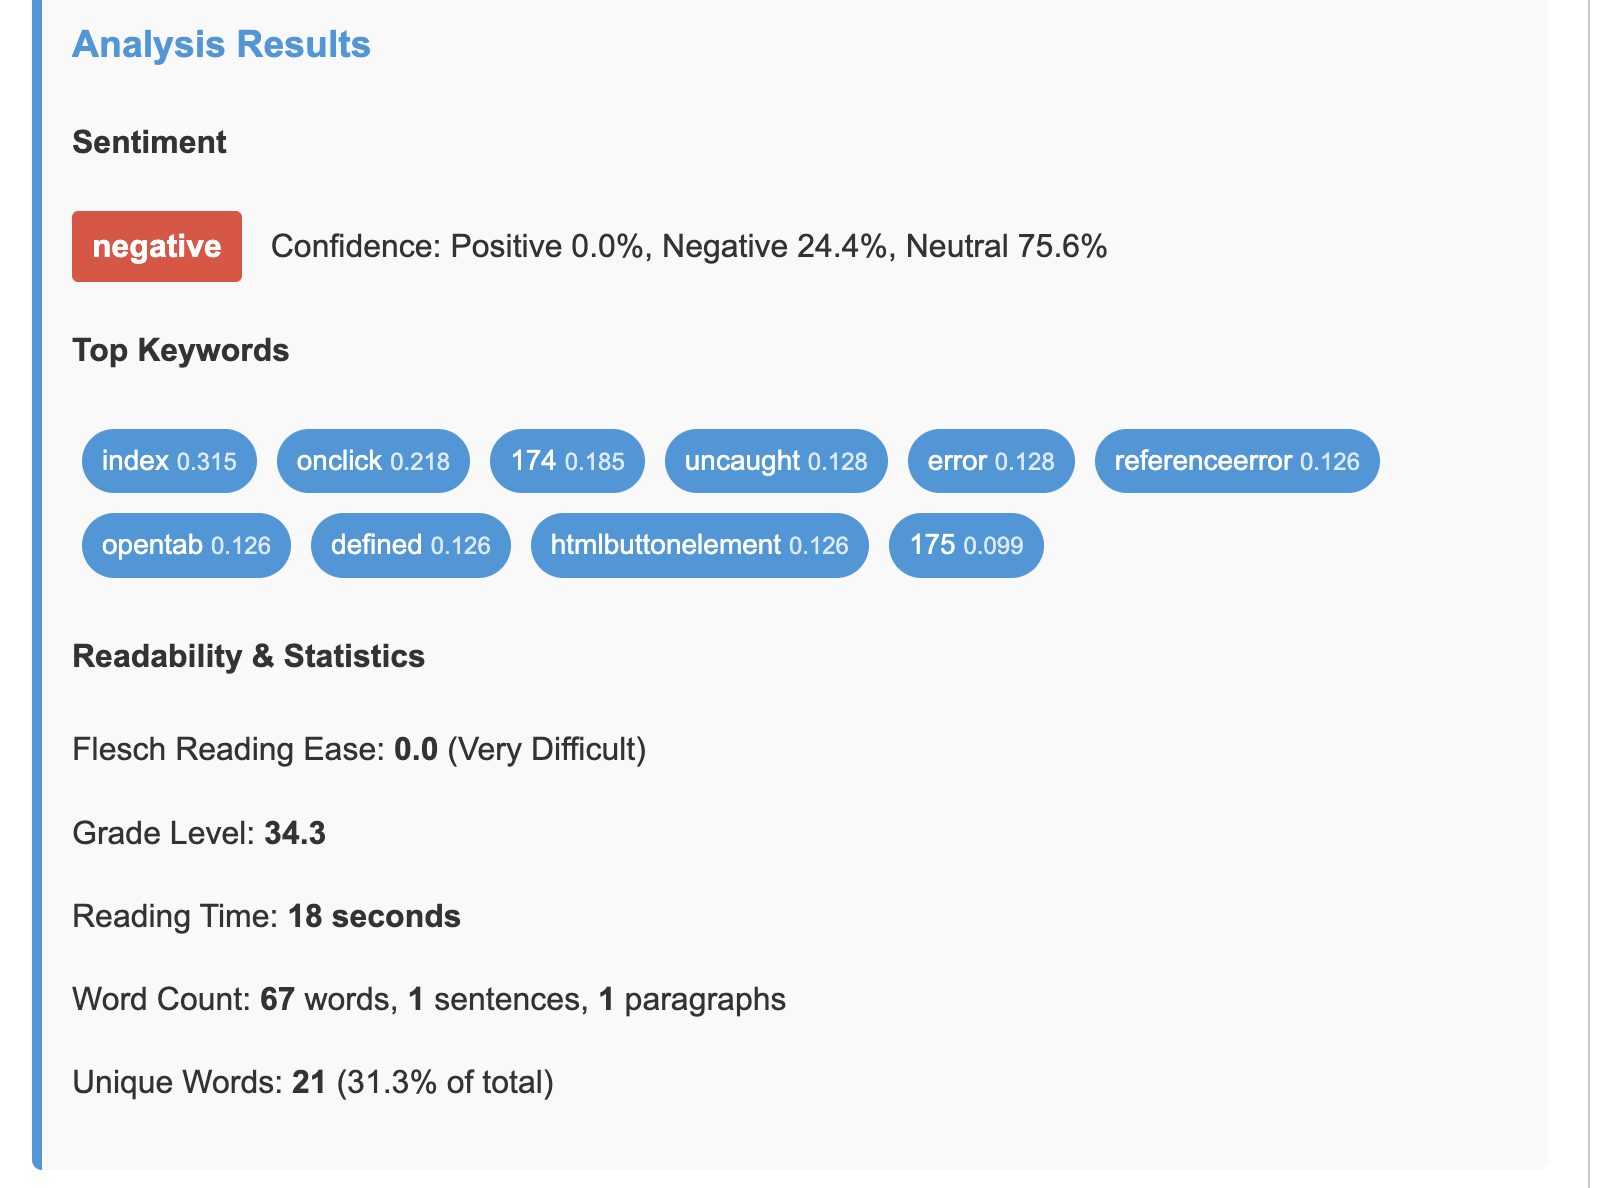 Analysis Results
Sentiment
negative Confidence: Positive 0.0%, Negative 24.4%, Neutral 75.6%
Top Keywords
index 0.315 onclick 0.218 174 0.185 uncaught 0.128 error 0.128 referenceerror 0.126
opentab 0.126 defined 0.126 htmlbuttonelement 0.126 175 0.099
Readability & Statistics
Flesch Reading Ease: 0.0 (Very Difficult)
Grade Level: 34.3
Reading Time: 18 seconds
Word Count: 67 words, 1 sentences, 1 paragraphs
Unique Words: 21 (31.3% of total)